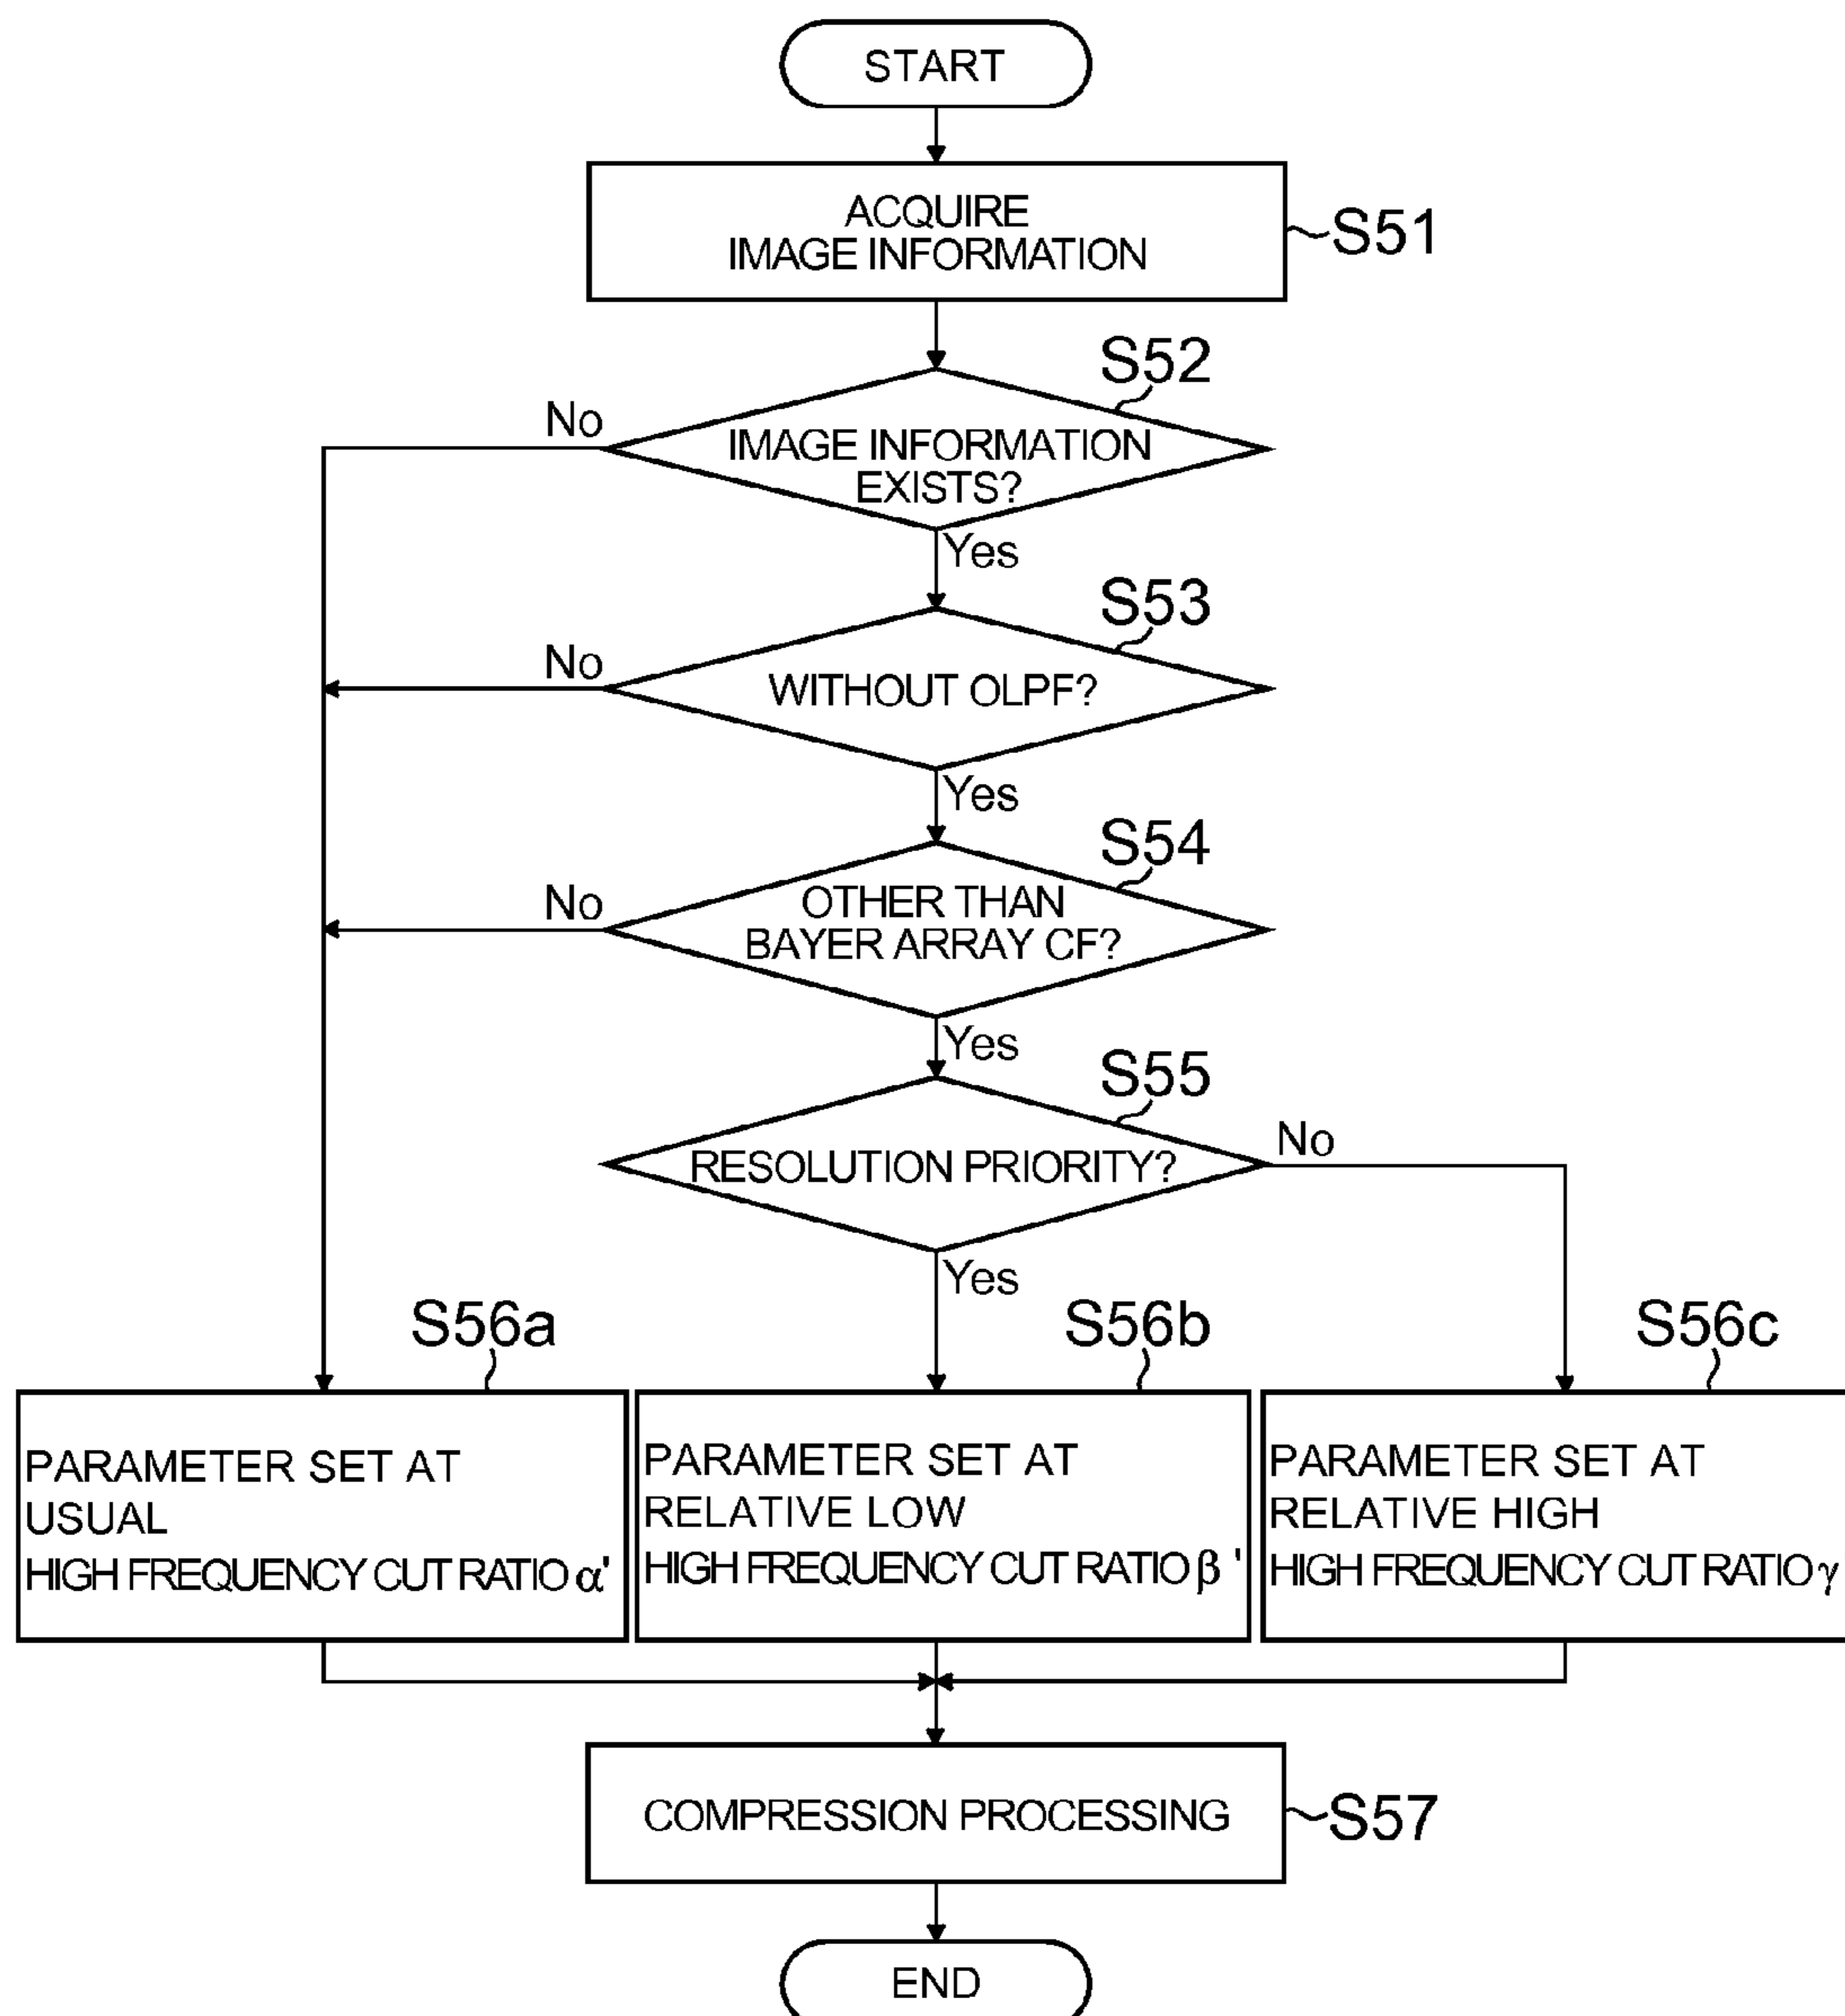 START
ACQUIRE
IMAGE INFORMATION
S51
S52
No
IMAGE INFORMATION
EXISTS?
Yes
S53
No
WITHOUT OLPF?
Yes
S54
No
OTHER THAN
BAYER ARRAY CF?
Yes
S55
No
RESOLUTION PRIORITY?
Yes
S56a
PARAMETER SET AT
USUAL
HIGH FREQUENCY CUT RATIO α'
S56b
PARAMETER SET AT
RELATIVE LOW
HIGH FREQUENCY CUT RATIO β '
S56c
PARAMETER SET AT
RELATIVE HIGH
HIGH FREQUENCY CUT RATIO γ
COMPRESSION PROCESSING
S57
END